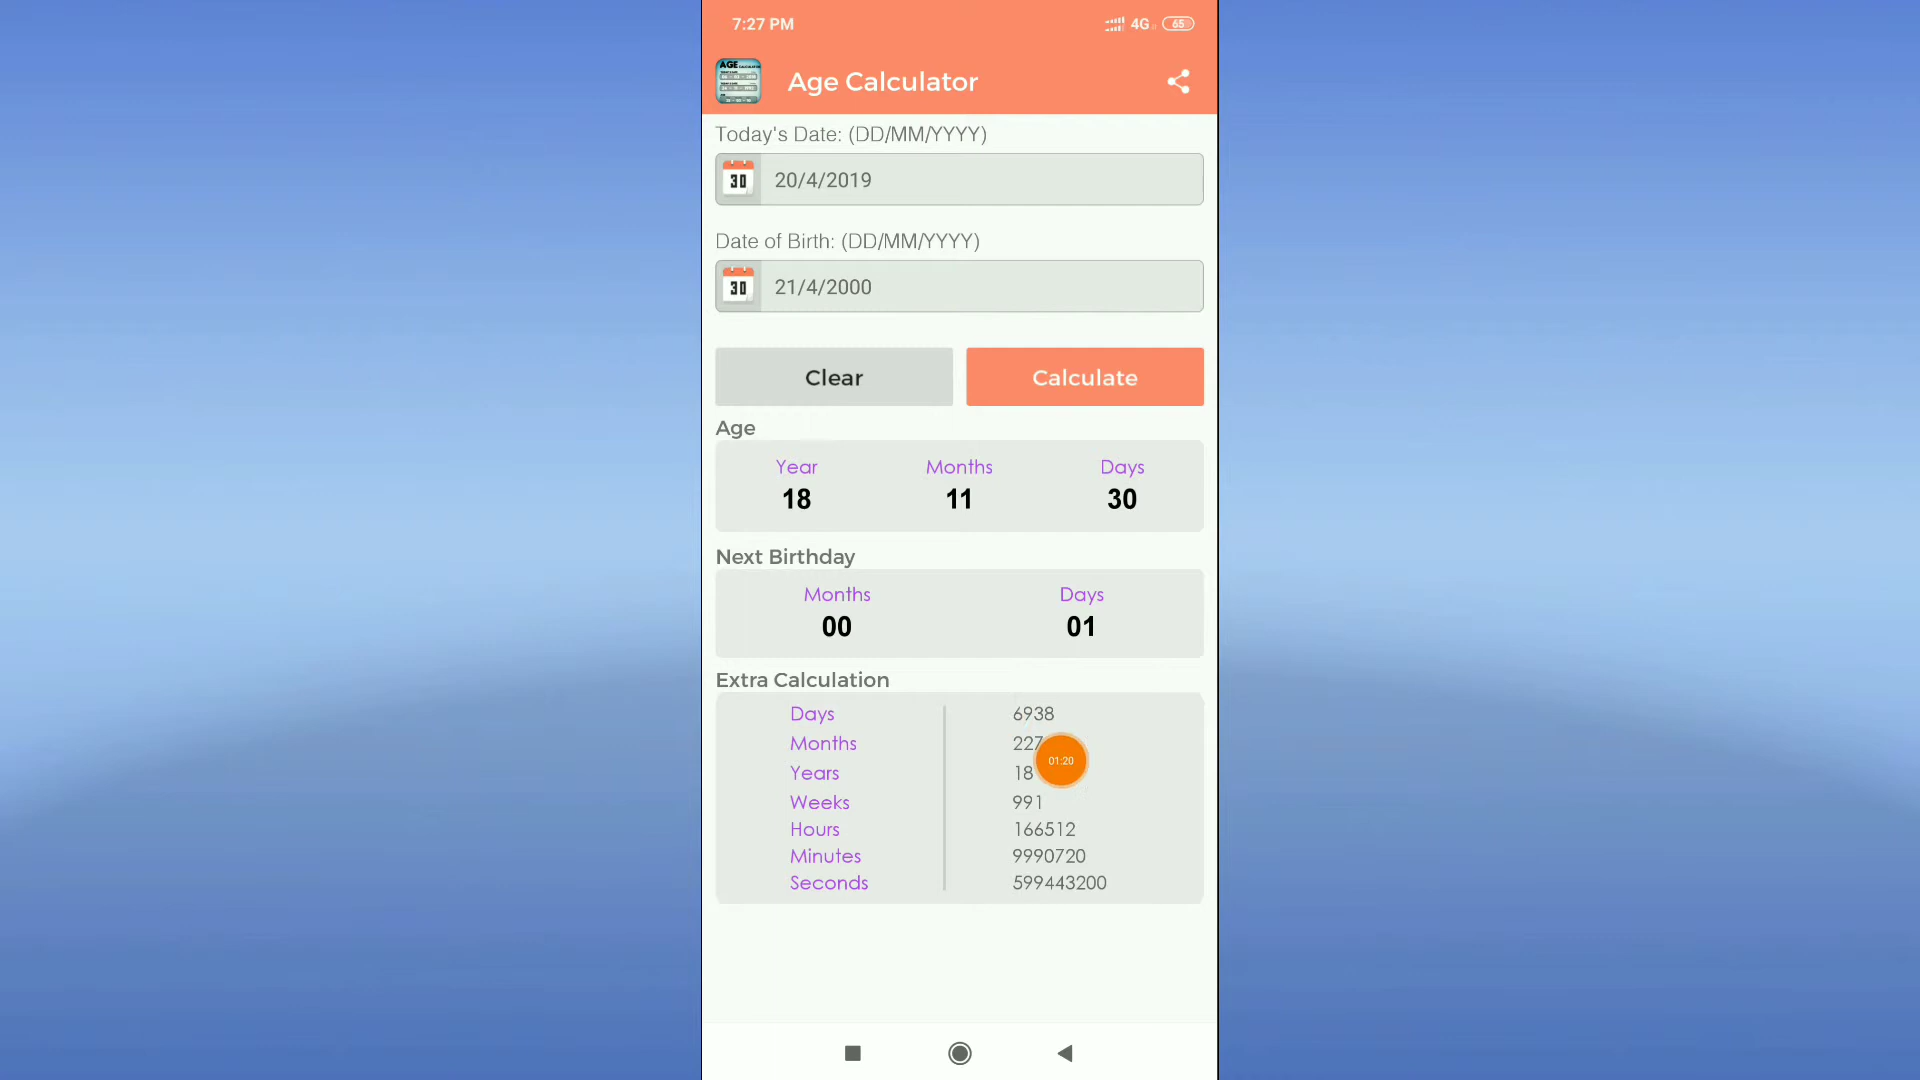 7:27 PM 4G 65
AGE CALCULATOR
Age Calculator
Today's Date: (DD/MM/YYYY)
30 20/4/2019
Date of Birth: (DD/MM/YYYY)
30 21/4/2000
Clear Calculate
Age
Year Months Days
18 11 30
Next Birthday
Months Days
00 01
Extra Calculation
Days 6938
Months 227
Years 18
01:20
Weeks 991
Hours 166512
Minutes 9990720
Seconds 599443200